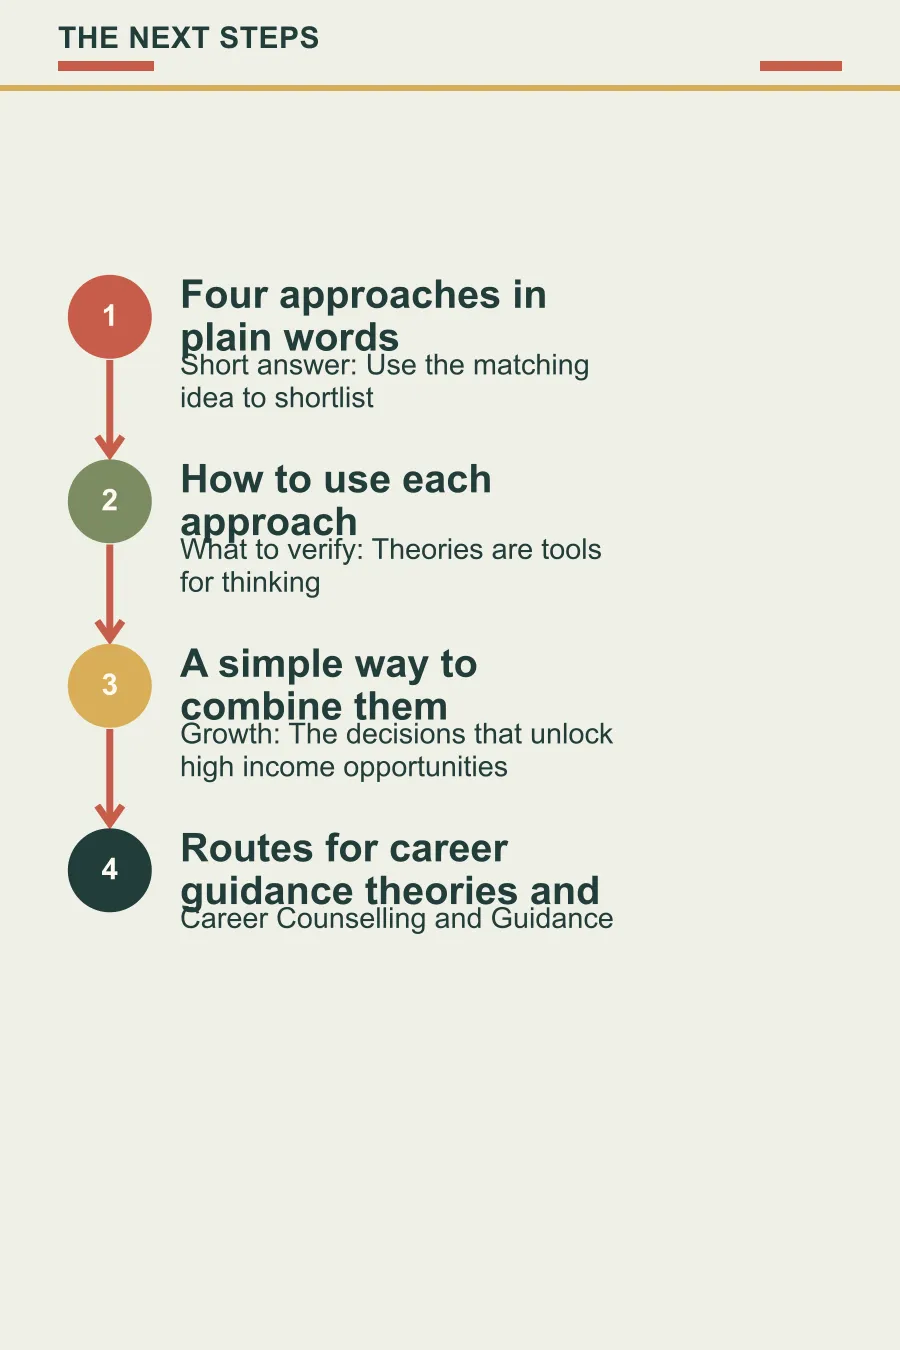 THE NEXT STEPS
1
Four approaches in
plain words
Short answer: Use the matching
idea to shortlist
2
How to use each
approach
What to verify: Theories are tools
for thinking
3
A simple way to
combine them
Growth: The decisions that unlock
high income opportunities
4
Routes for career
guidance theories and
Career Counselling and Guidance